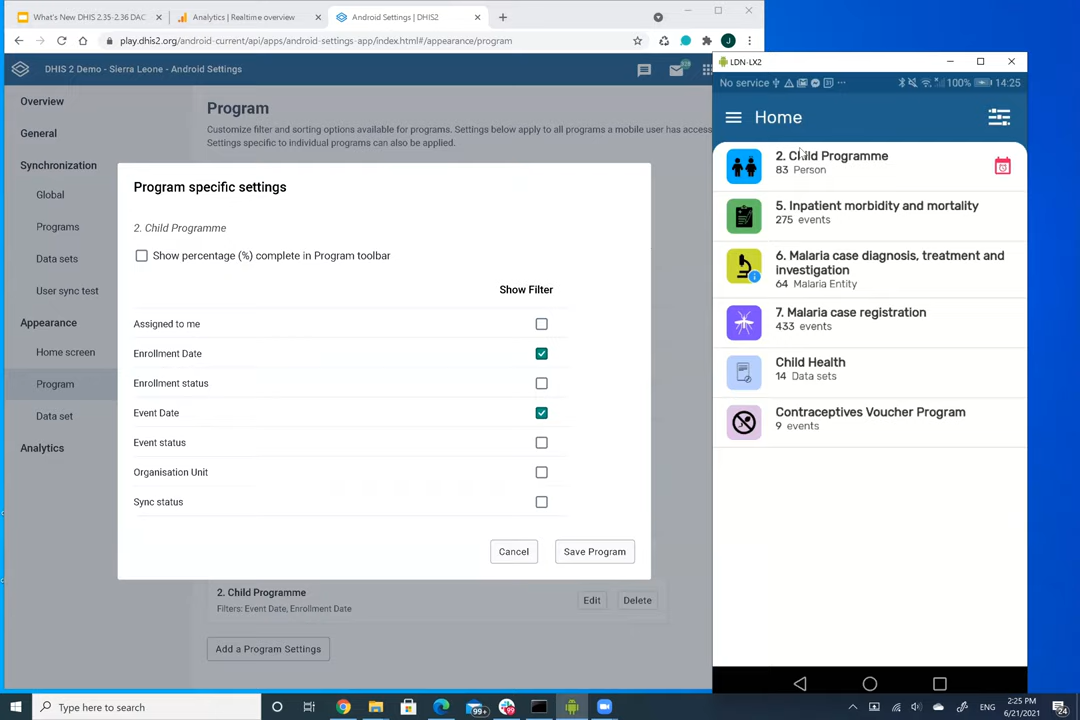 What's New DHIS 2.35-2.36 DAC
Analytics | Realtime overview
Android Settings | DHIS2
play.dhis2.org/android-current/api/apps/android-settings-app/index.html#/appearance/program
J
DHIS 2 Demo - Sierra Leone - Android Settings
Overview
General
Synchronization
Global
Programs
Data sets
User sync test
Appearance
Home screen
Program
Data set
Analytics
Program
Customize filter and sorting options available for programs. Settings below apply to all programs a mobile user has access
Settings specific to individual programs can also be applied.
Program specific settings
2. Child Programme
Show percentage (%) complete in Program toolbar
Show Filter
Assigned to me
Enrollment Date
Enrollment status
Event Date
Event status
Organisation Unit
Sync status
Cancel
Save Program
2. Child Programme
Filters: Event Date, Enrollment Date
Edit
Delete
Add a Program Settings
LDN-LX2
No service
100%
14:25
Home
2. Child Programme
83 Person
5. Inpatient morbidity and mortality
275 events
6. Malaria case diagnosis, treatment and
investigation
64 Malaria Entity
7. Malaria case registration
433 events
Child Health
14 Data sets
Contraceptives Voucher Program
9 events
Type here to search
99+
ENG
2:25 PM
6/21/2021
24